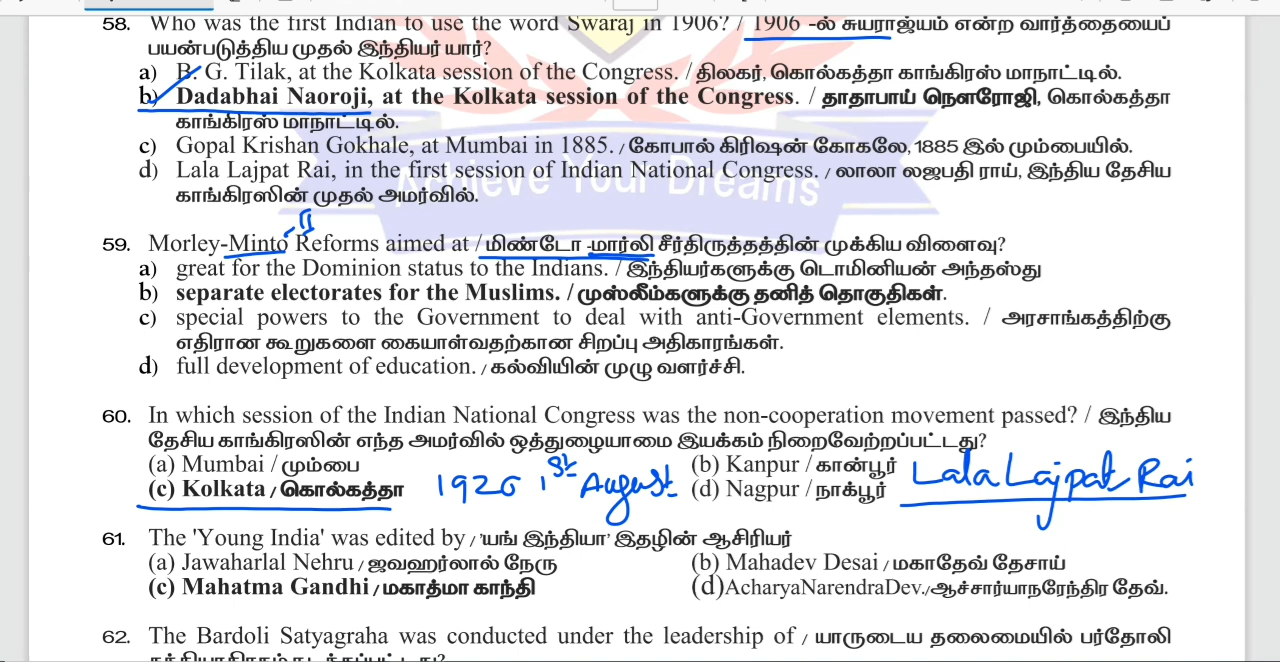 58. Who was the first Indian to use the word Swaraj in 1906? / 1906 -ல் சுயராஜ்யம் என்ற வார்த்தையைப்
பயன்படுத்திய முதல் இந்தியர் யார்?
a) B. G. Tilak, at the Kolkata session of the Congress. / திலகர், கொல்கத்தா காங்கிரஸ் மாநாட்டில்.
b) Dadabhai Naoroji, at the Kolkata session of the Congress. / தாதாபாய் நௌரோஜி, கொல்கத்தா
காங்கிரஸ் மாநாட்டில்.
c) Gopal Krishan Gokhale, at Mumbai in 1885. / கோபால் கிரிஷன் கோகலே, 1885 இல் மும்பையில்.
d) Lala Lajpat Rai, in the first session of Indian National Congress. / லாலா லஜபதி ராய், இந்திய தேசிய
காங்கிரஸின் முதல் அமர்வில்.
Achieve Your Dreams
59. Morley-Minto Reforms aimed at / மிண்டோ -மார்லி சீர்திருத்தத்தின் முக்கிய விளைவு?
a) great for the Dominion status to the Indians. / இந்தியர்களுக்கு டொமினியன் அந்தஸ்து
b) separate electorates for the Muslims. / முஸ்லீம்களுக்கு தனித் தொகுதிகள்.
c) special powers to the Government to deal with anti-Government elements. / அரசாங்கத்திற்கு
எதிரான கூறுகளை கையாள்வதற்கான சிறப்பு அதிகாரங்கள்.
d) full development of education. / கல்வியின் முழு வளர்ச்சி.
60. In which session of the Indian National Congress was the non-cooperation movement passed? / இந்திய
தேசிய காங்கிரஸின் எந்த அமர்வில் ஒத்துழையாமை இயக்கம் நிறைவேற்றப்பட்டது?
(a) Mumbai / மும்பை (b) Kanpur / கான்பூர்
(c) Kolkata / கொல்கத்தா (d) Nagpur / நாக்பூர்
1920 1st August
Lala Lajpat Rai
61. The 'Young India' was edited by / 'யங் இந்தியா' இதழின் ஆசிரியர்
(a) Jawaharlal Nehru / ஜவஹர்லால் நேரு (b) Mahadev Desai / மகாதேவ் தேசாய்
(c) Mahatma Gandhi / மகாத்மா காந்தி (d)AcharyaNarendraDev./ஆச்சார்யாநரேந்திர தேவ்.
62. The Bardoli Satyagraha was conducted under the leadership of / யாருடைய தலைமையில் பர்தோலி